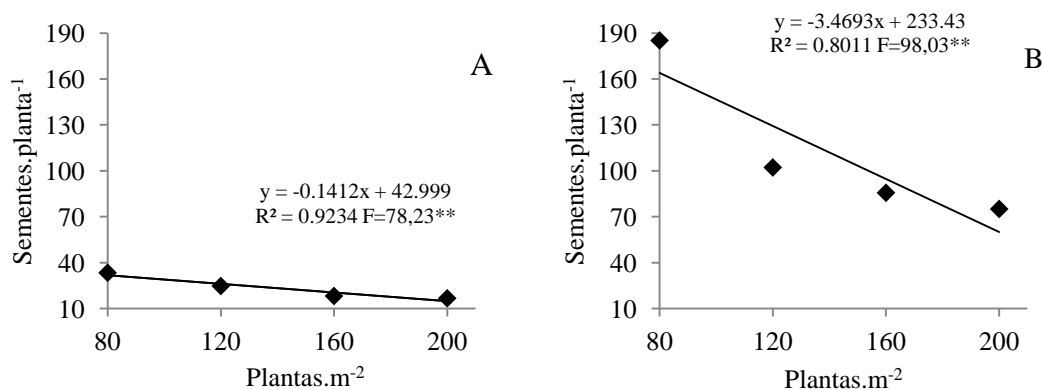 y = -0.1412x + 42.999
R² = 0.9234 F=78,23**
A
Sementes.planta⁻¹
190
160
130
100
70
40
10
80
120
160
200
Plantas.m⁻²
y = -3.4693x + 233.43
R² = 0.8011 F=98,03**
B
Sementes.planta⁻¹
190
160
130
100
70
40
10
80
120
160
200
Plantas.m⁻²